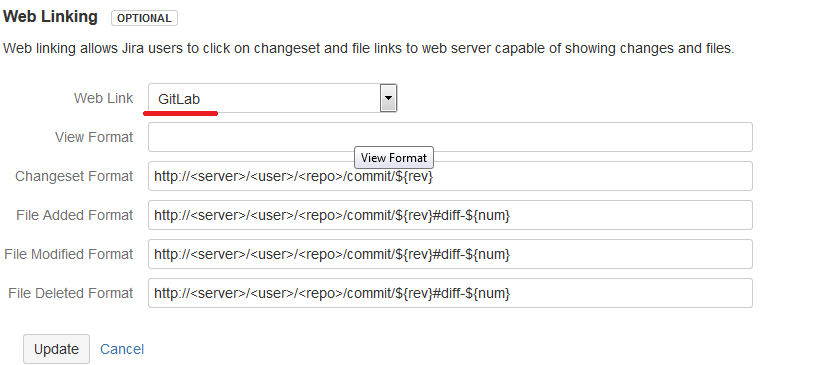 Web Linking OPTIONAL
Web linking allows Jira users to click on changeset and file links to web server capable of showing changes and files.
Web Link GitLab
View Format
View Format
Changeset Format http://<server>/<user>/<repo>/commit/${rev}
File Added Format http://<server>/<user>/<repo>/commit/${rev}#diff-${num}
File Modified Format http://<server>/<user>/<repo>/commit/${rev}#diff-${num}
File Deleted Format http://<server>/<user>/<repo>/commit/${rev}#diff-${num}
Update Cancel